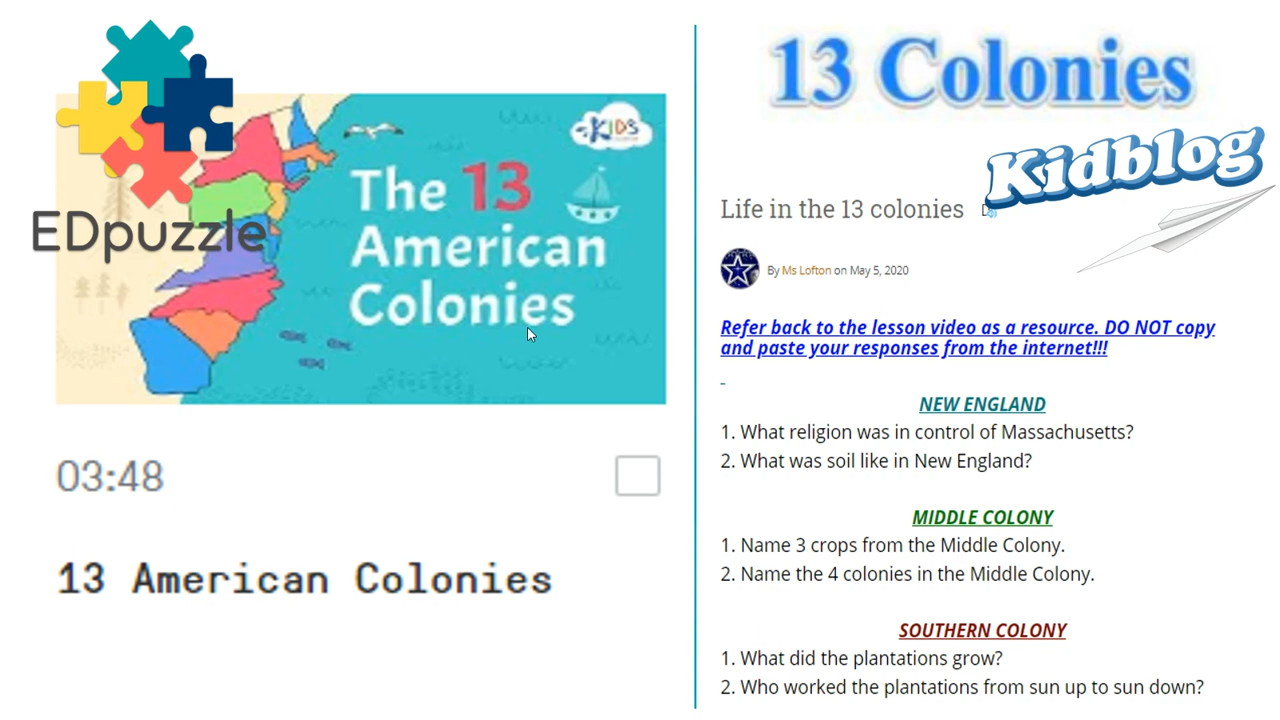 EDpuzzle
KIDS
The 13
American
Colonies
03:48
13 American Colonies
13 Colonies
Kidblog
Life in the 13 colonies
By Ms Lofton on May 5, 2020
Refer back to the lesson video as a resource. DO NOT copy
and paste your responses from the internet!!!
NEW ENGLAND
1. What religion was in control of Massachusetts?
2. What was soil like in New England?
MIDDLE COLONY
1. Name 3 crops from the Middle Colony.
2. Name the 4 colonies in the Middle Colony.
SOUTHERN COLONY
1. What did the plantations grow?
2. Who worked the plantations from sun up to sun down?